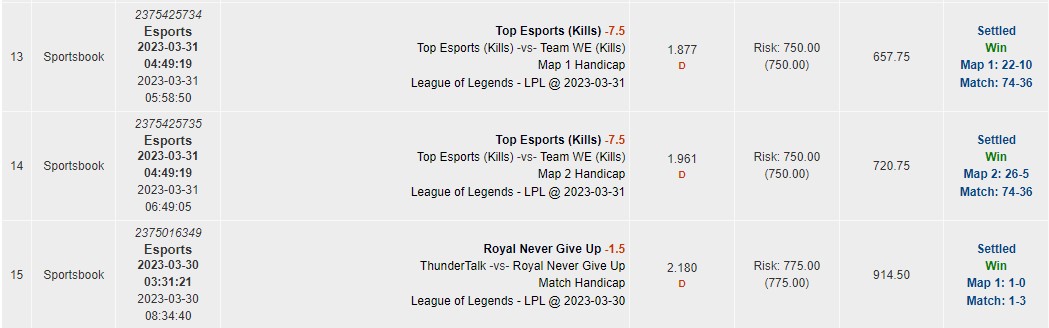 13
Sportsbook
2375425734
Esports
2023-03-31
04:49:19
2023-03-31
05:58:50
Top Esports (Kills) -7.5
Top Esports (Kills) -vs- Team WE (Kills)
Map 1 Handicap
League of Legends - LPL @ 2023-03-31
1.877
D
Risk: 750.00
(750.00)
657.75
Settled
Win
Map 1: 22-10
Match: 74-36
14
Sportsbook
2375425735
Esports
2023-03-31
04:49:19
2023-03-31
06:49:05
Top Esports (Kills) -7.5
Top Esports (Kills) -vs- Team WE (Kills)
Map 2 Handicap
League of Legends - LPL @ 2023-03-31
1.961
D
Risk: 750.00
(750.00)
720.75
Settled
Win
Map 2: 26-5
Match: 74-36
15
Sportsbook
2375016349
Esports
2023-03-30
03:31:21
2023-03-30
08:34:40
Royal Never Give Up -1.5
ThunderTalk -vs- Royal Never Give Up
Match Handicap
League of Legends - LPL @ 2023-03-30
2.180
D
Risk: 775.00
(775.00)
914.50
Settled
Win
Map 1: 1-0
Match: 1-3